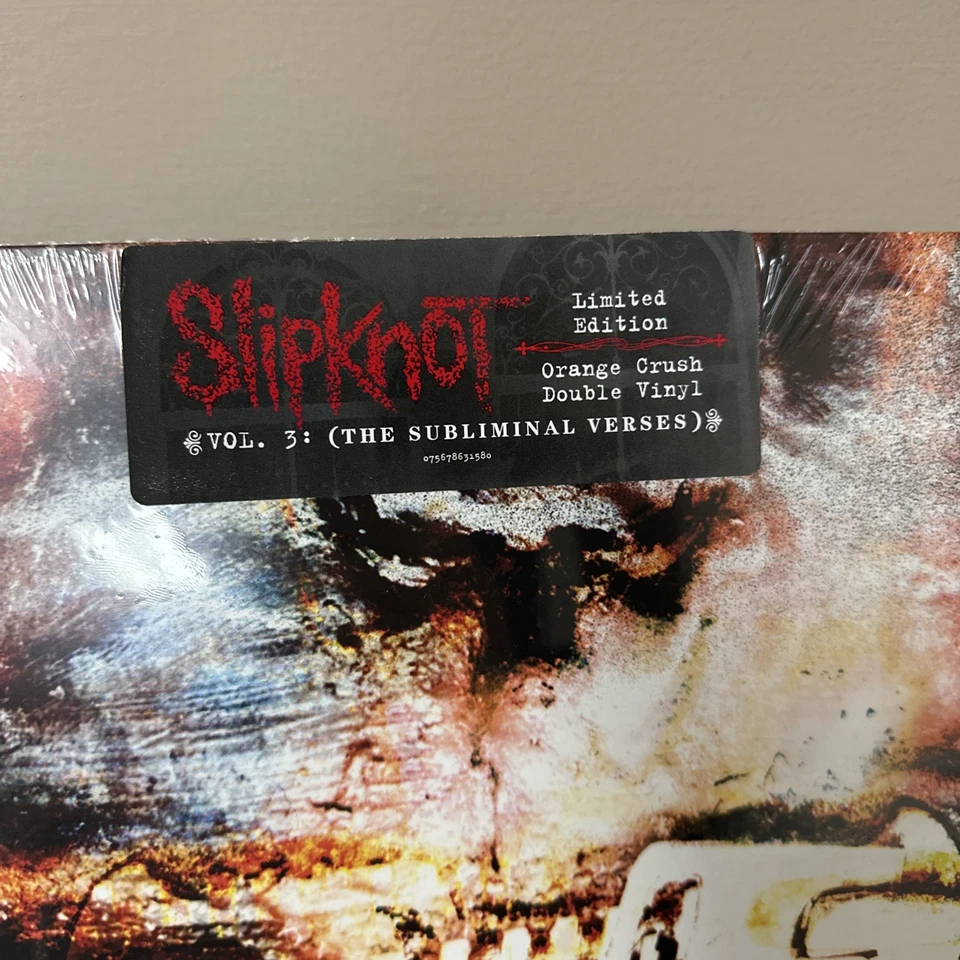 Slipknot
Limited
Edition
Orange Crush
Double Vinyl
VOL. 3: (THE SUBLIMINAL VERSES)
075678631580